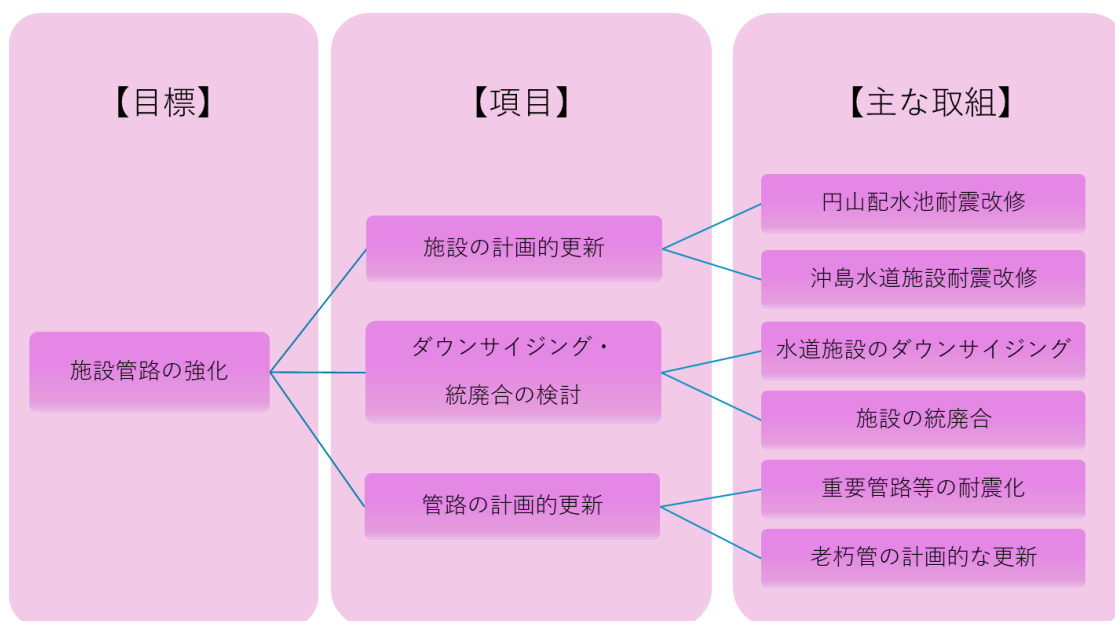 【目標】
【項目】
【主な取組】
施設管路の強化
施設の計画的更新
ダウンサイジング・
統廃合の検討
管路の計画的更新
円山配水池耐震改修
沖島水道施設耐震改修
水道施設のダウンサイジング
施設の統廃合
重要管路等の耐震化
老朽管の計画的な更新